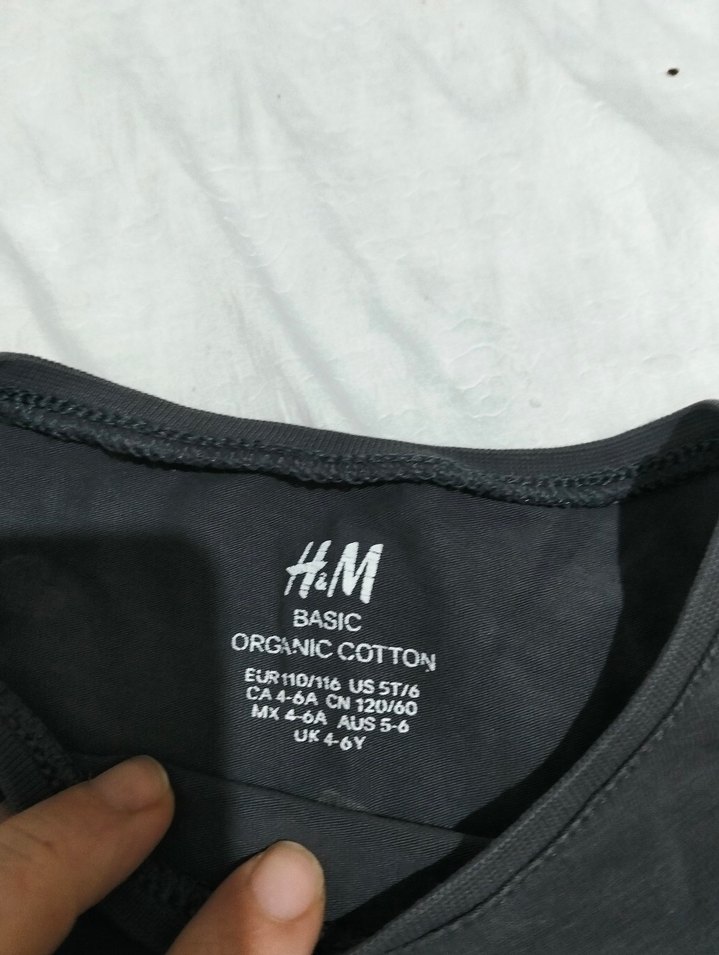 H&M
BASIC
ORGANIC COTTON
EUR 110/116 US 5T/6
CA 4-6A CN 120/60
MX 4-6A AUS 5-6
UK 4-6Y